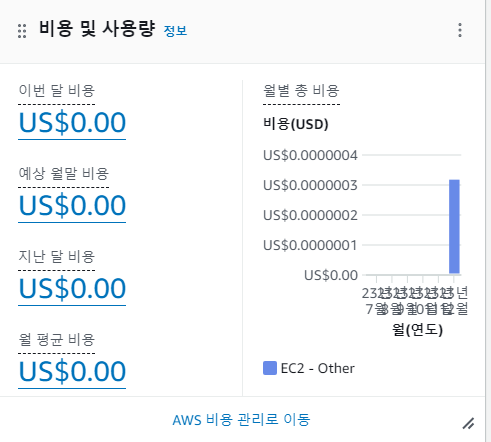 비용 및 사용량 정보
이번 달 비용
US$0.00
예상 월말 비용
US$0.00
지난 달 비용
US$0.00
월 평균 비용
US$0.00
월별 총 비용
비용(USD)
US$0.0000004
US$0.0000003
US$0.0000002
US$0.0000001
US$0.00
월(연도)
EC2 - Other
AWS 비용 관리로 이동